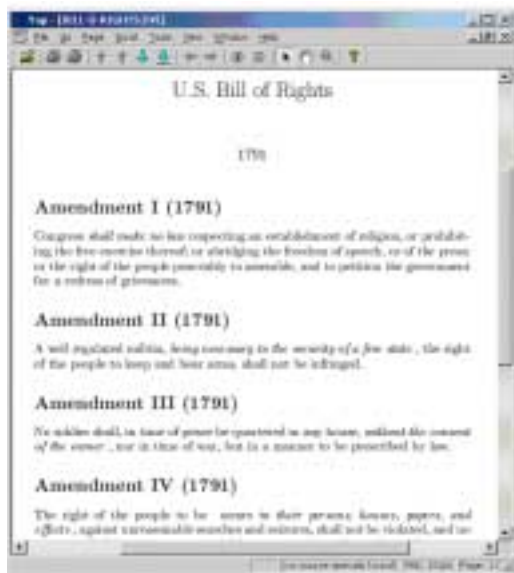 Yap - [BILL-O-RIGHTS.DVI]
U.S. Bill of Rights
1791
Amendment I (1791)
Congress shall make no law respecting an establishment of religion, or prohibit-
ing the free exercise thereof; or abridging the freedom of speech, or of the press;
or the right of the people peaceably to assemble, and to petition the government
for a redress of grievances.
Amendment II (1791)
A well regulated militia, being necessary to the security of a free state , the right
of the people to keep and bear arms, shall not be infringed.
Amendment III (1791)
No soldier shall, in time of peace be quartered in any house, without the consent
of the owner , nor in time of war, but in a manner to be prescribed by law.
Amendment IV (1791)
The right of the people to be secure in their persons, houses, papers, and
effects , against unreasonable searches and seizures, shall not be violated, and no